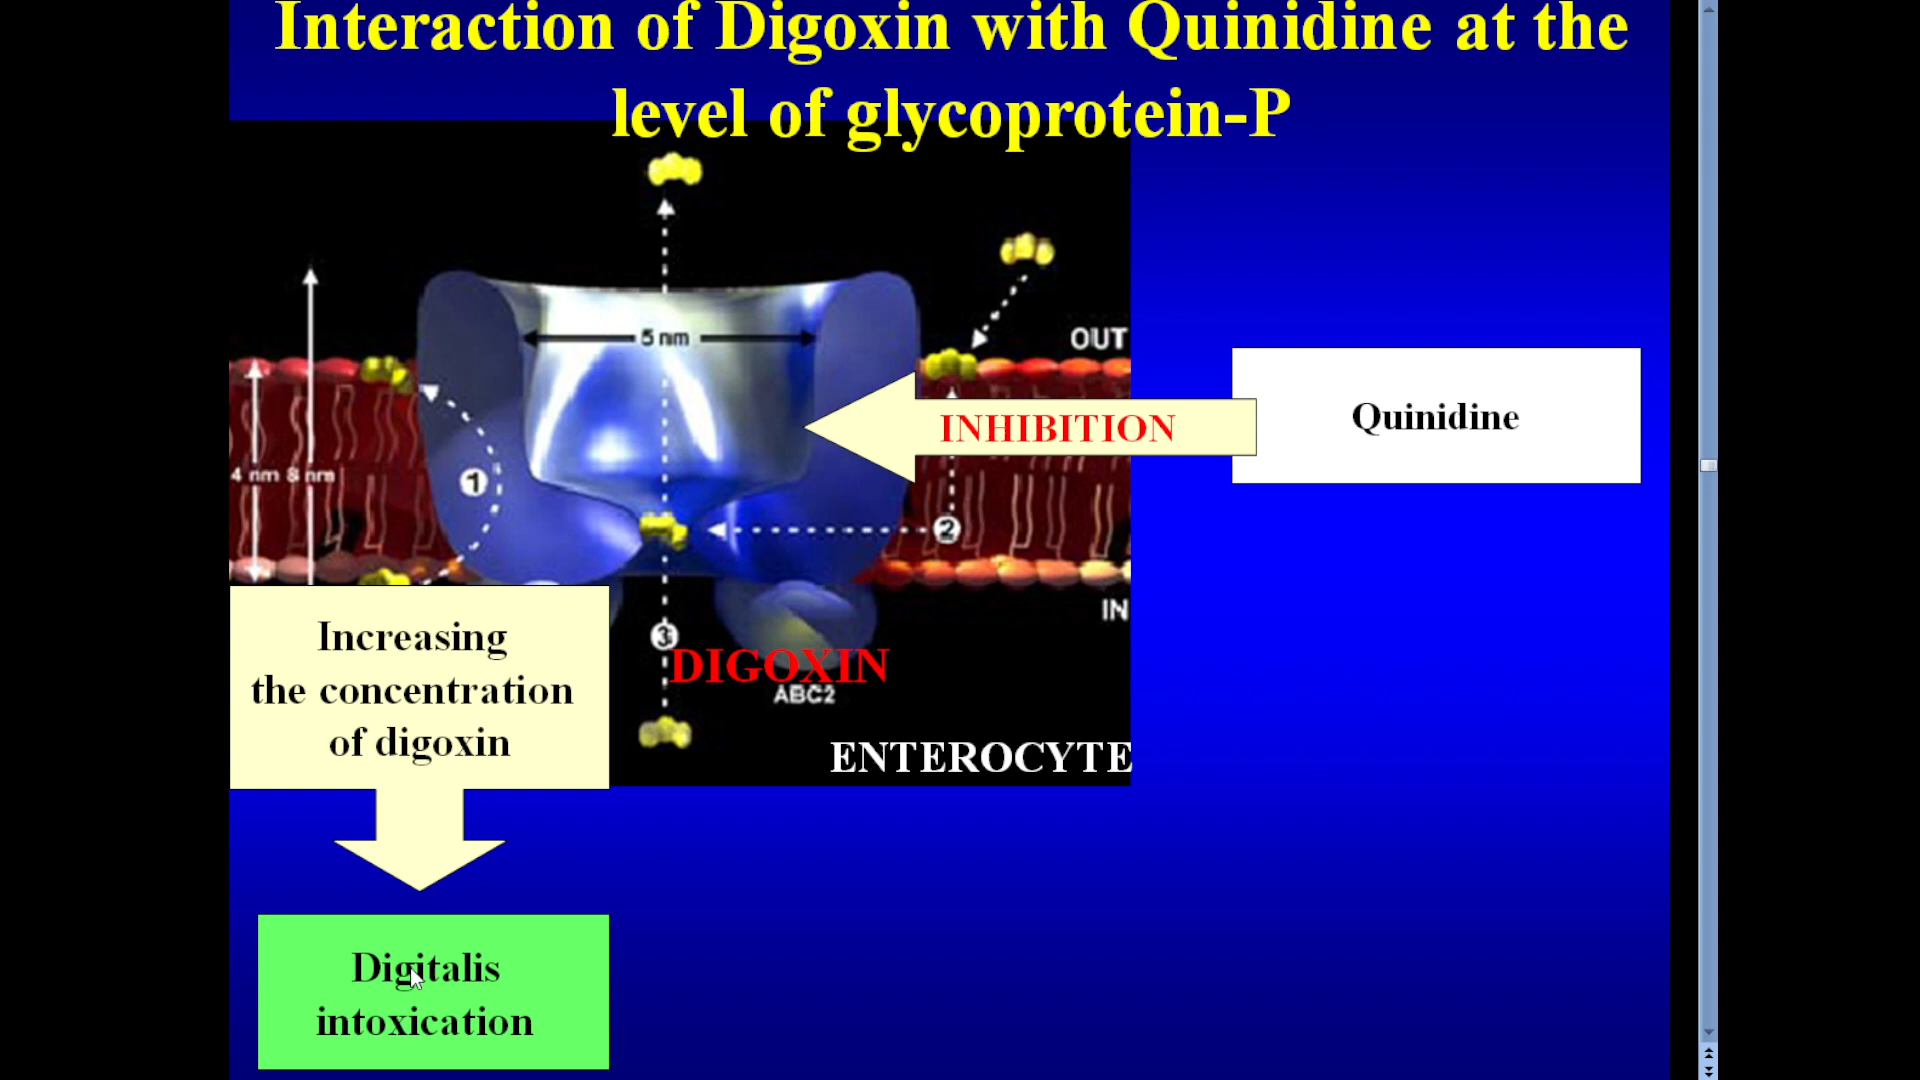 Interaction of Digoxin with Quinidine at the
level of glycoprotein-P
5 nm
OUT
INHIBITION
Quinidine
4 nm 8 nm
1
2
IN
Increasing
the concentration
of digoxin
3
DIGOXIN
ABC2
ENTEROCYTE
Digitalis
intoxication